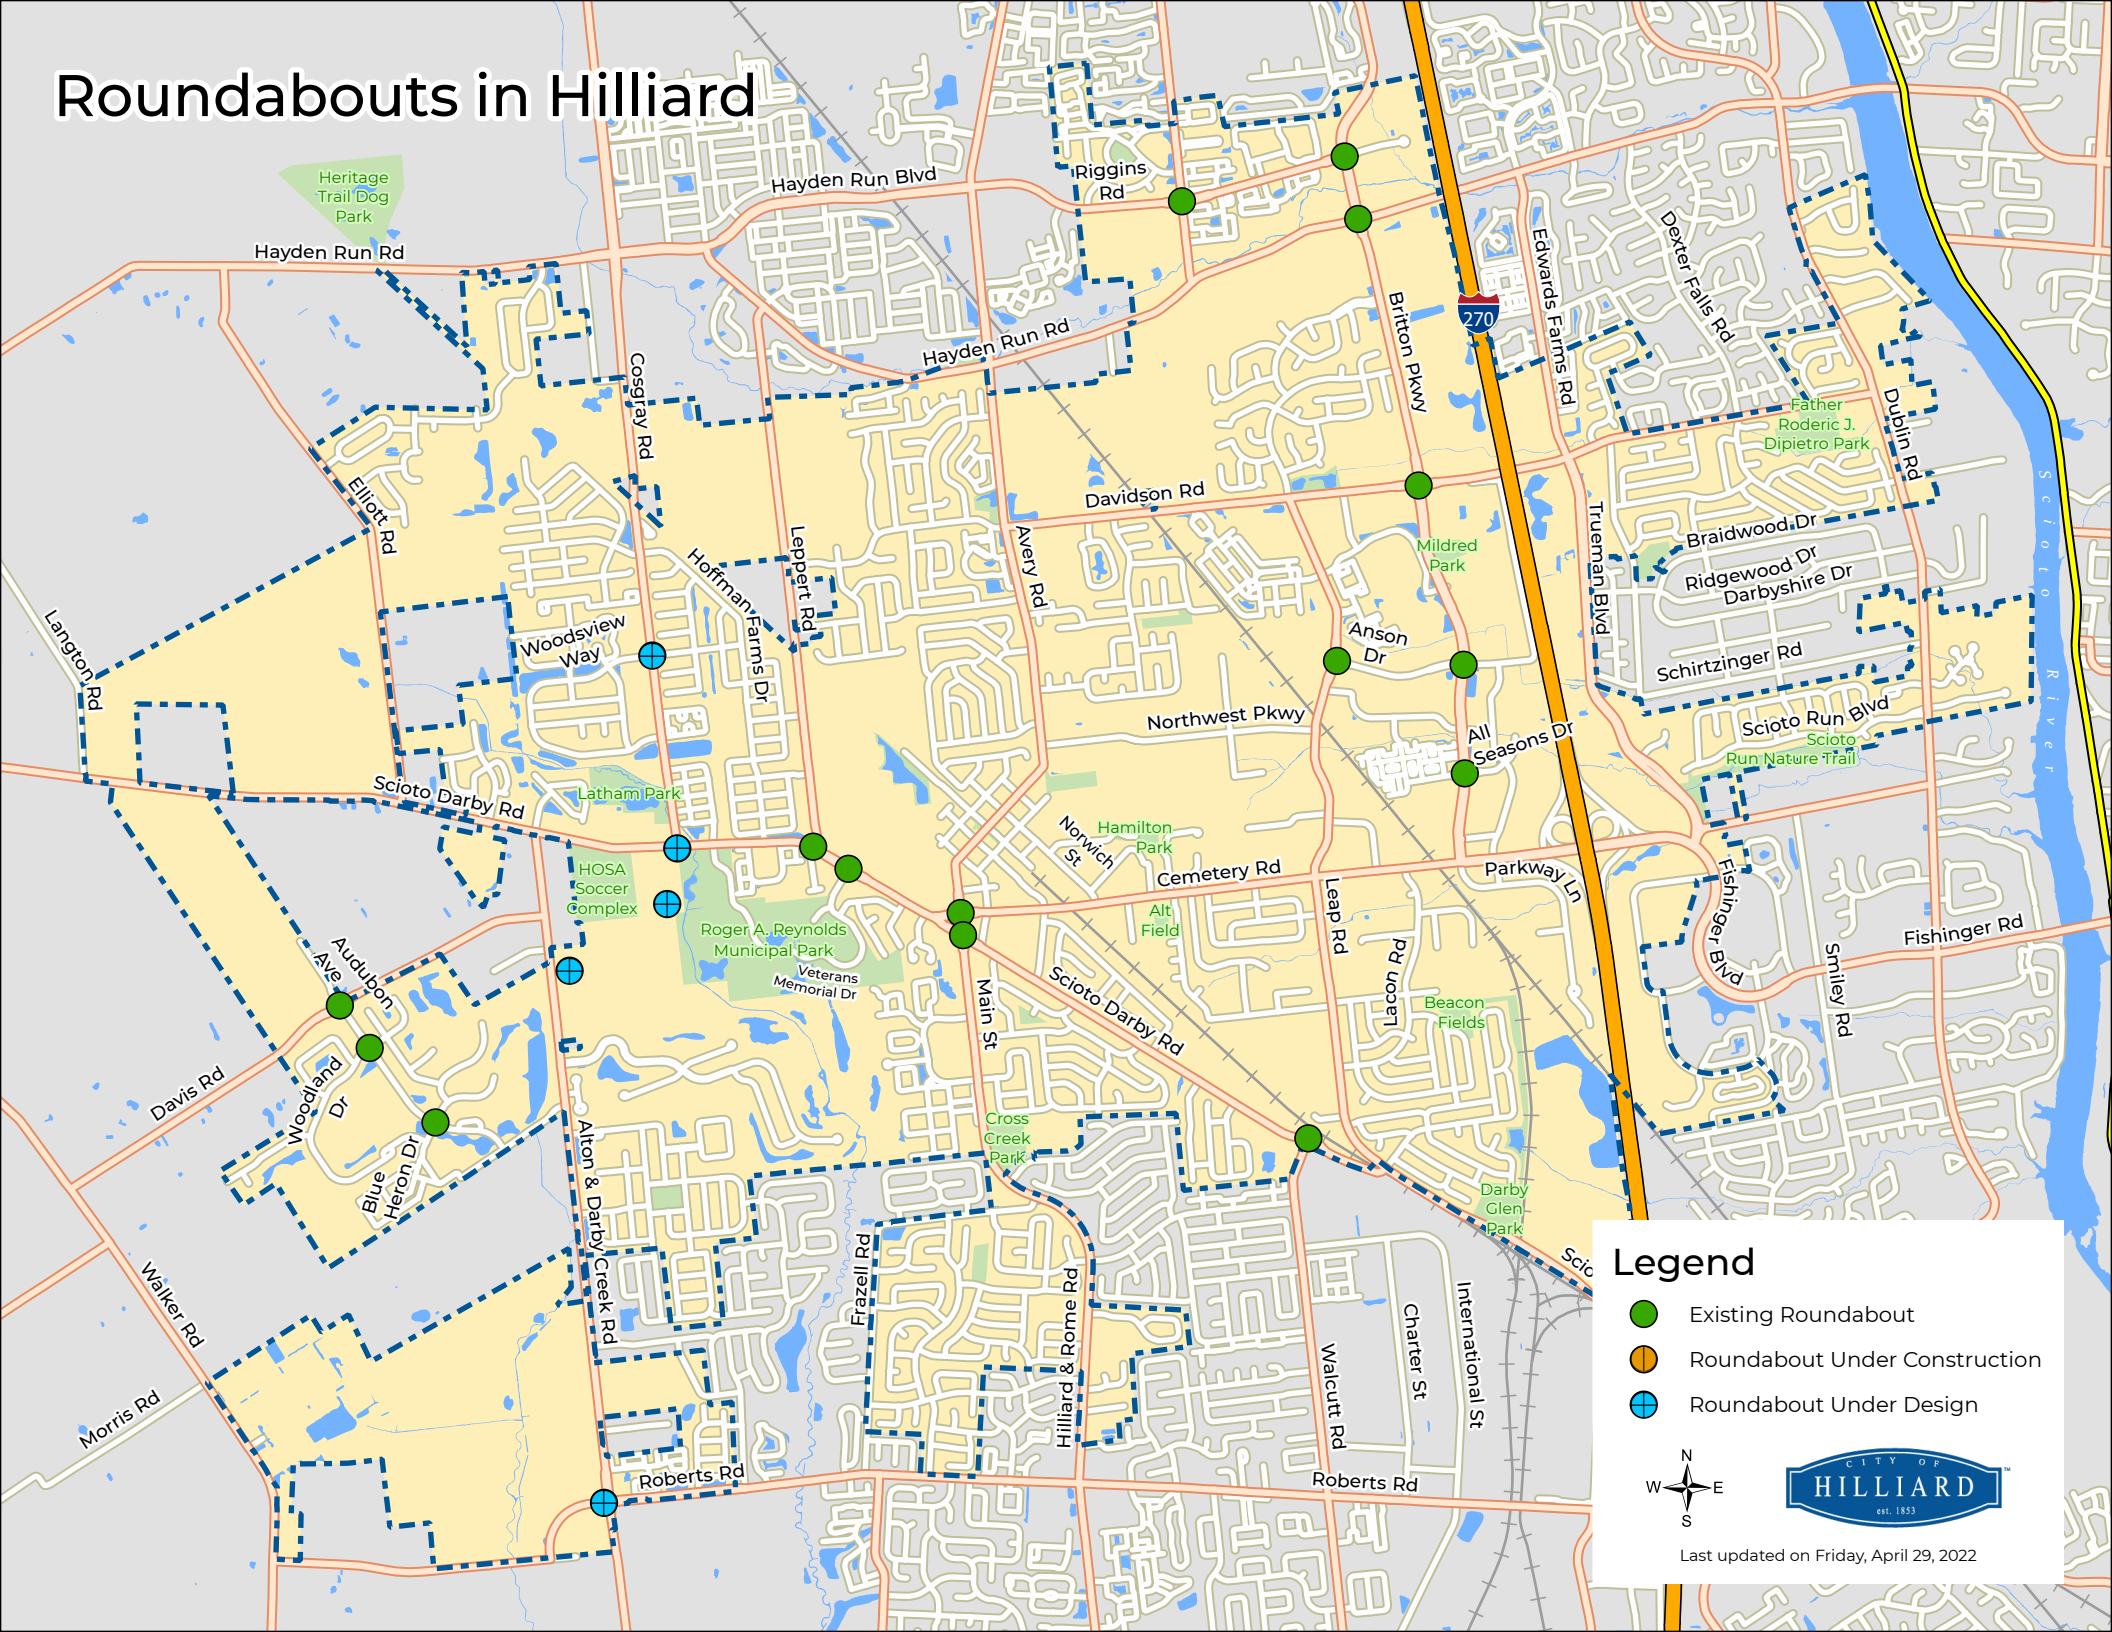 Roundabouts in Hilliard
Heritage
Trail Dog
Park
Hayden Run Rd
Hayden Run Blvd
Riggins
Rd
Hayden Run Rd
Cosgray Rd
Britton Pkwy
270
Edwards Farms Rd
Dexter Falls Rd
Father
Roderic J.
Dipietro Park
Dublin Rd
Scioto River
Elliott Rd
Davidson Rd
Leppert Rd
Hoffman Farms Dr
Avery Rd
Mildred
Park
Trueman Blvd
Braidwood Dr
Ridgewood Dr
Darbyshire Dr
Langton Rd
Woodsview
Way
Anson
Dr
Schirtzinger Rd
Northwest Pkwy
All
Seasons Dr
Scioto Run Blvd
Scioto
Run Nature Trail
Scioto Darby Rd
Latham Park
Norwich
St
Hamilton
Park
Cemetery Rd
Parkway Ln
HOSA
Soccer
Complex
Roger A. Reynolds
Municipal Park
Veterans
Memorial Dr
Alt
Field
Leap Rd
Lacon Rd
Fishinger Blvd
Fishinger Rd
Smiley Rd
Audubon
Ave
Main St
Scioto Darby Rd
Beacon
Fields
Davis Rd
Woodland
Dr
Blue
Heron Dr
Alton & Darby Creek Rd
Cross
Creek
Park
Darby
Glen
Park
Scio
Walker Rd
Frazell Rd
Hilliard & Rome Rd
Walcutt Rd
Charter St
International St
Morris Rd
Roberts Rd
Roberts Rd
Legend
Existing Roundabout
Roundabout Under Construction
Roundabout Under Design
N
W E
S
CITY OF
HILLIARD
est. 1853
™
Last updated on Friday, April 29, 2022